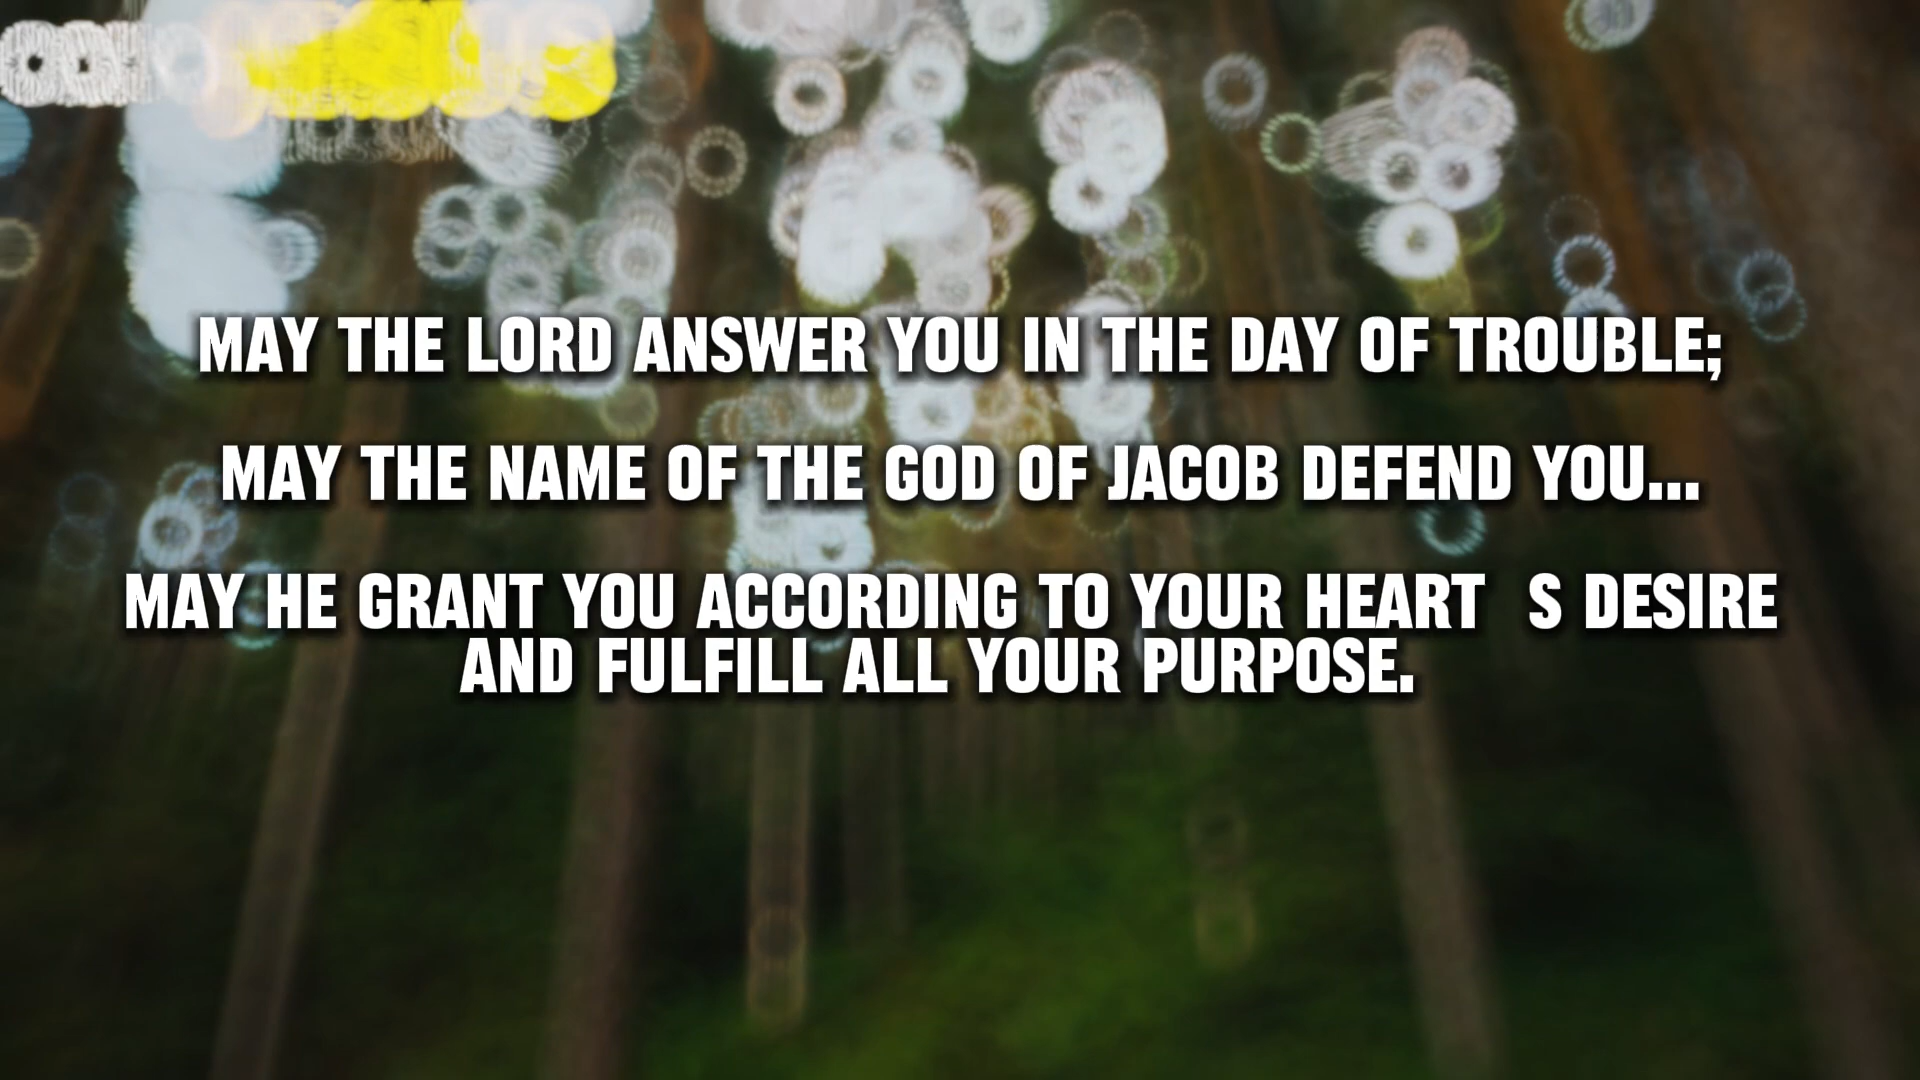 MAY THE LORD ANSWER YOU IN THE DAY OF TROUBLE;
MAY THE NAME OF THE GOD OF JACOB DEFEND YOU...
MAY HE GRANT YOU ACCORDING TO YOUR HEART  S DESIRE
AND FULFILL ALL YOUR PURPOSE.